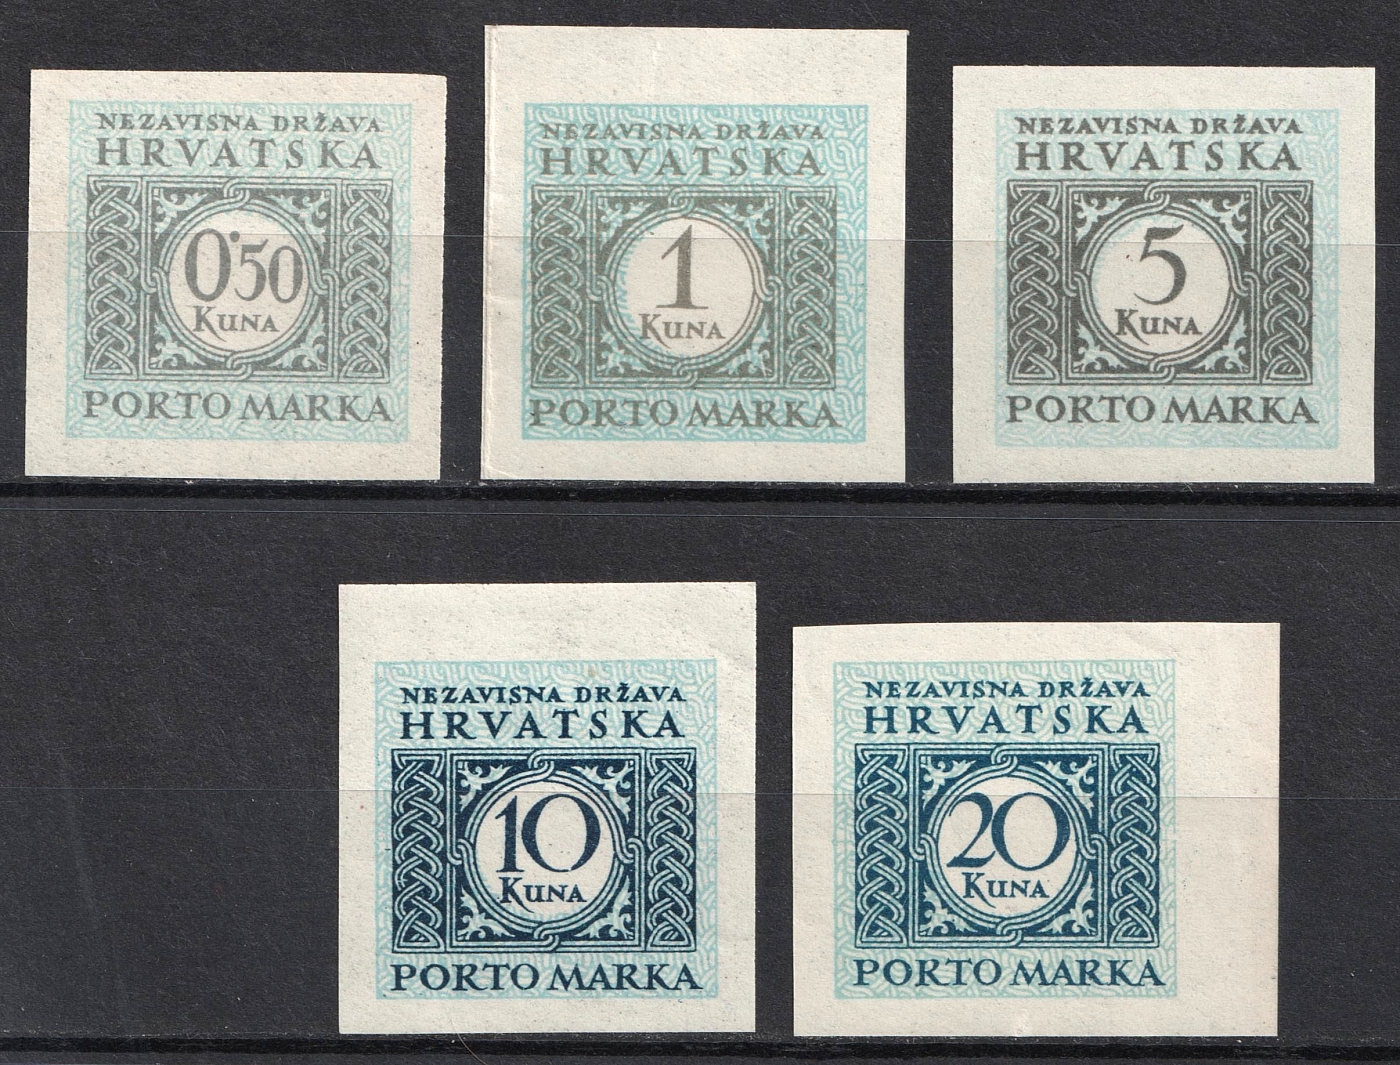 NEZAVISNA DRŽAVA
HRVATSKA
0.50
KUNA
PORTO MARKA
NEZAVISNA DRŽAVA
HRVATSKA
1
KUNA
PORTO MARKA
NEZAVISNA DRŽAVA
HRVATSKA
5
KUNA
PORTO MARKA
NEZAVISNA DRŽAVA
HRVATSKA
10
KUNA
PORTO MARKA
NEZAVISNA DRŽAVA
HRVATSKA
20
KUNA
PORTO MARKA